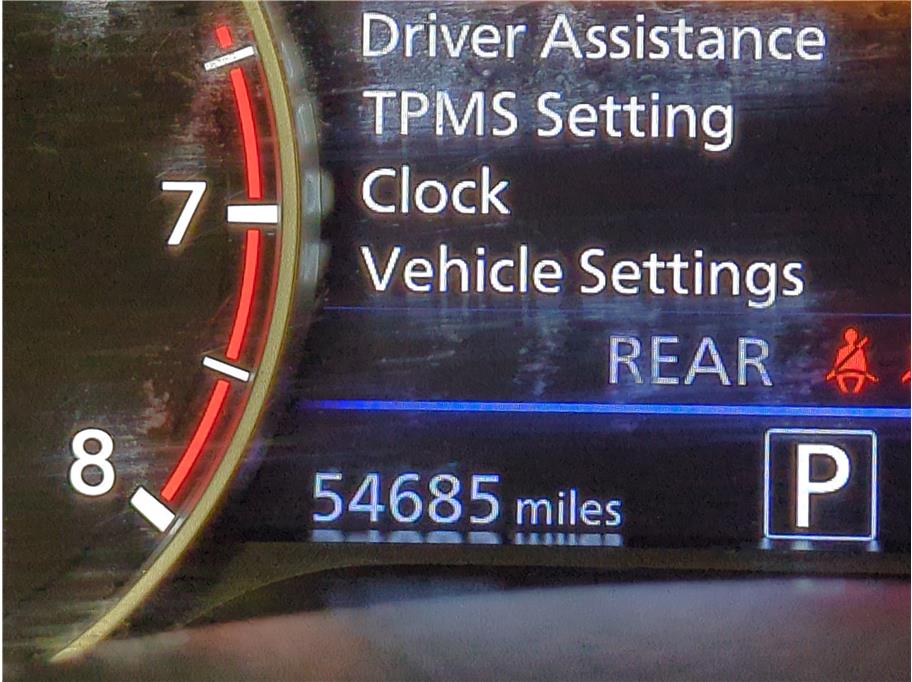 Driver Assistance
TPMS Setting
Clock
7
Vehicle Settings
REAR
8
54685 miles
P